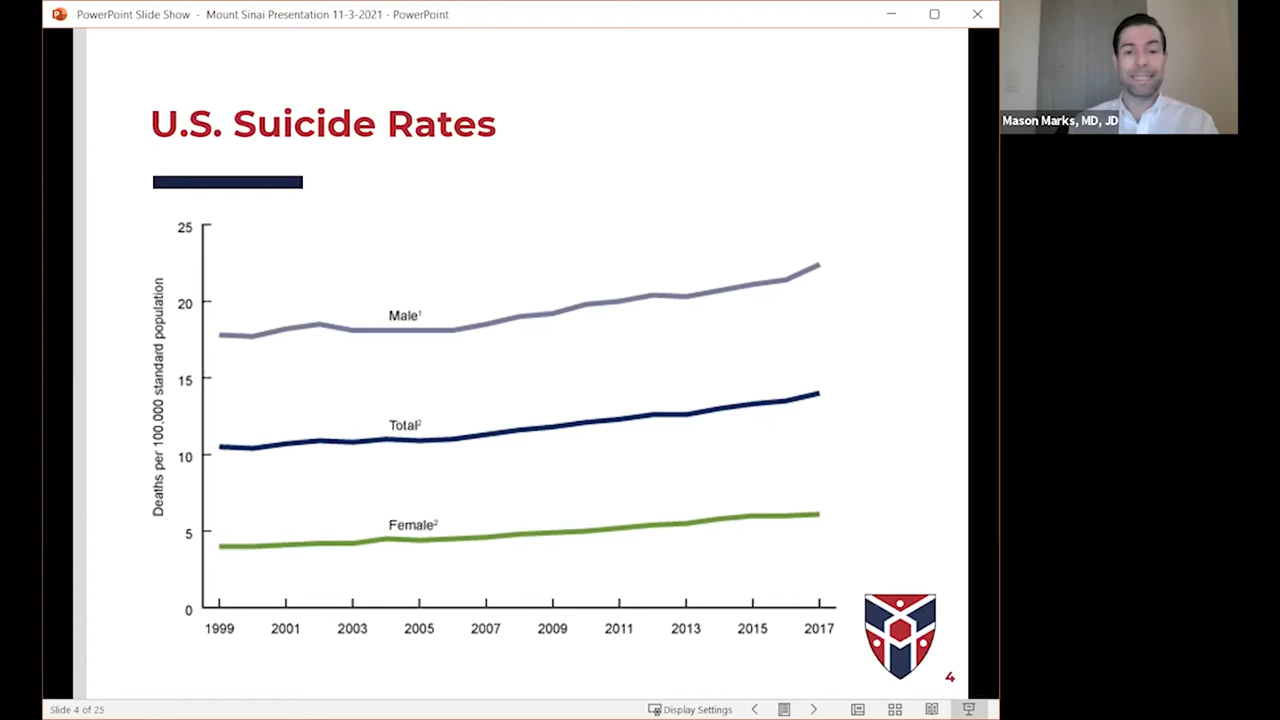 PowerPoint Slide Show - Mount Sinai Presentation 11-3-2021 - PowerPoint
Mason Marks, MD, JD
U.S. Suicide Rates
Deaths per 100,000 standard population
25
20
15
10
5
0
Male¹
Total²
Female²
1999 2001 2003 2005 2007 2009 2011 2013 2015 2017
4
Slide 4 of 25
Display Settings